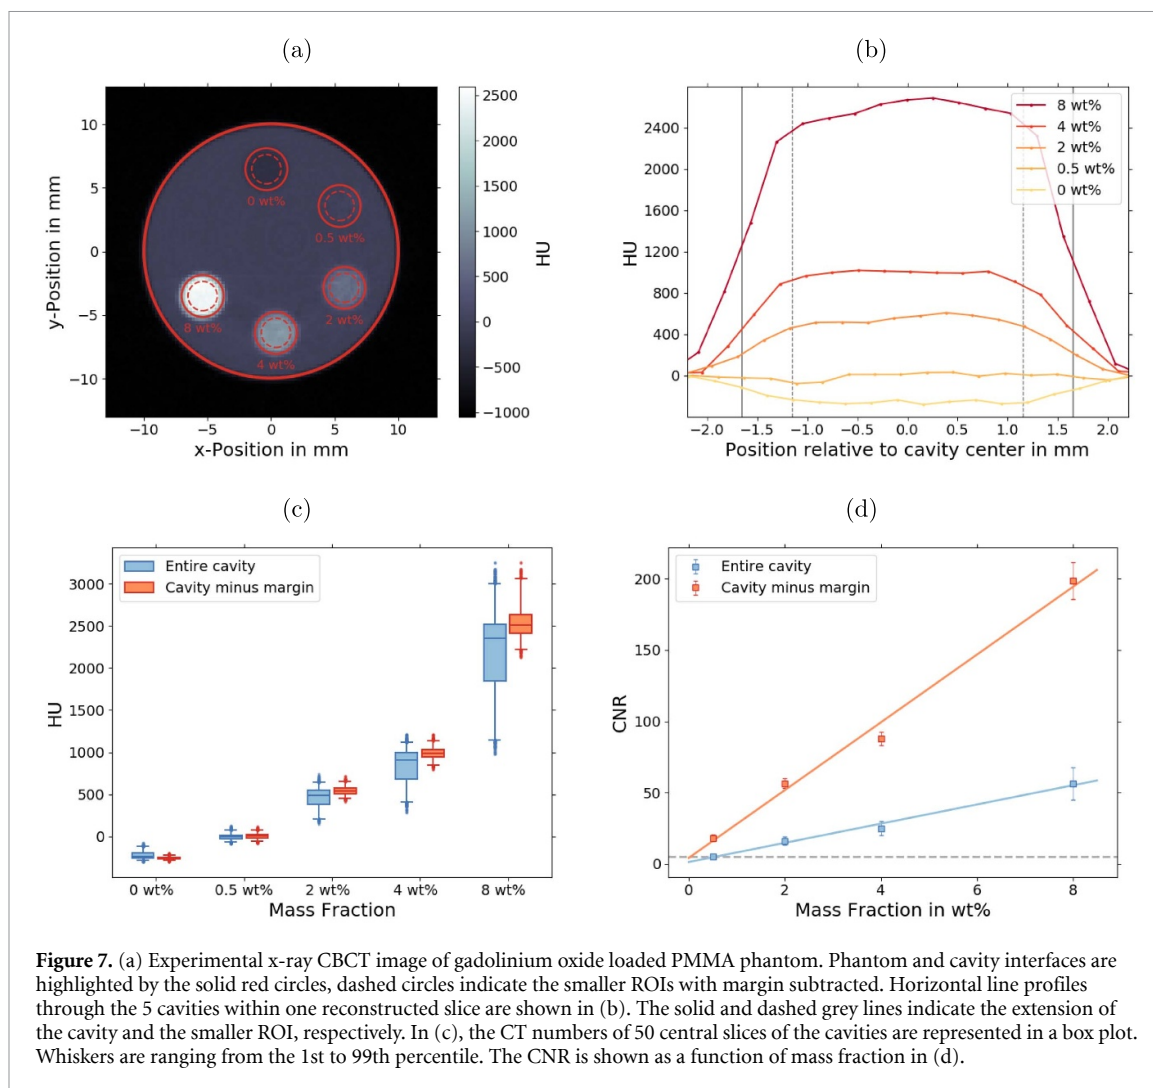 (a)
10
5
0
−5
−10
y-Position in mm
−10
−5
0
5
10
x-Position in mm
0 wt%
0.5 wt%
2 wt%
4 wt%
8 wt%
2500
2000
1500
1000
500
0
−500
−1000
HU
(b)
2400
2000
1600
1200
800
400
0
HU
8 wt%
4 wt%
2 wt%
0.5 wt%
0 wt%
−2.0
−1.5
−1.0
−0.5
0.0
0.5
1.0
1.5
2.0
Position relative to cavity center in mm
(c)
Entire cavity
Cavity minus margin
3000
2500
2000
1500
1000
500
0
HU
0 wt%
0.5 wt%
2 wt%
4 wt%
8 wt%
Mass Fraction
(d)
Entire cavity
Cavity minus margin
200
150
100
50
0
CNR
0
2
4
6
8
Mass Fraction in wt%
Figure 7. (a) Experimental x-ray CBCT image of gadolinium oxide loaded PMMA phantom. Phantom and cavity interfaces are
highlighted by the solid red circles, dashed circles indicate the smaller ROIs with margin subtracted. Horizontal line profiles
through the 5 cavities within one reconstructed slice are shown in (b). The solid and dashed grey lines indicate the extension of
the cavity and the smaller ROI, respectively. In (c), the CT numbers of 50 central slices of the cavities are represented in a box plot.
Whiskers are ranging from the 1st to 99th percentile. The CNR is shown as a function of mass fraction in (d).